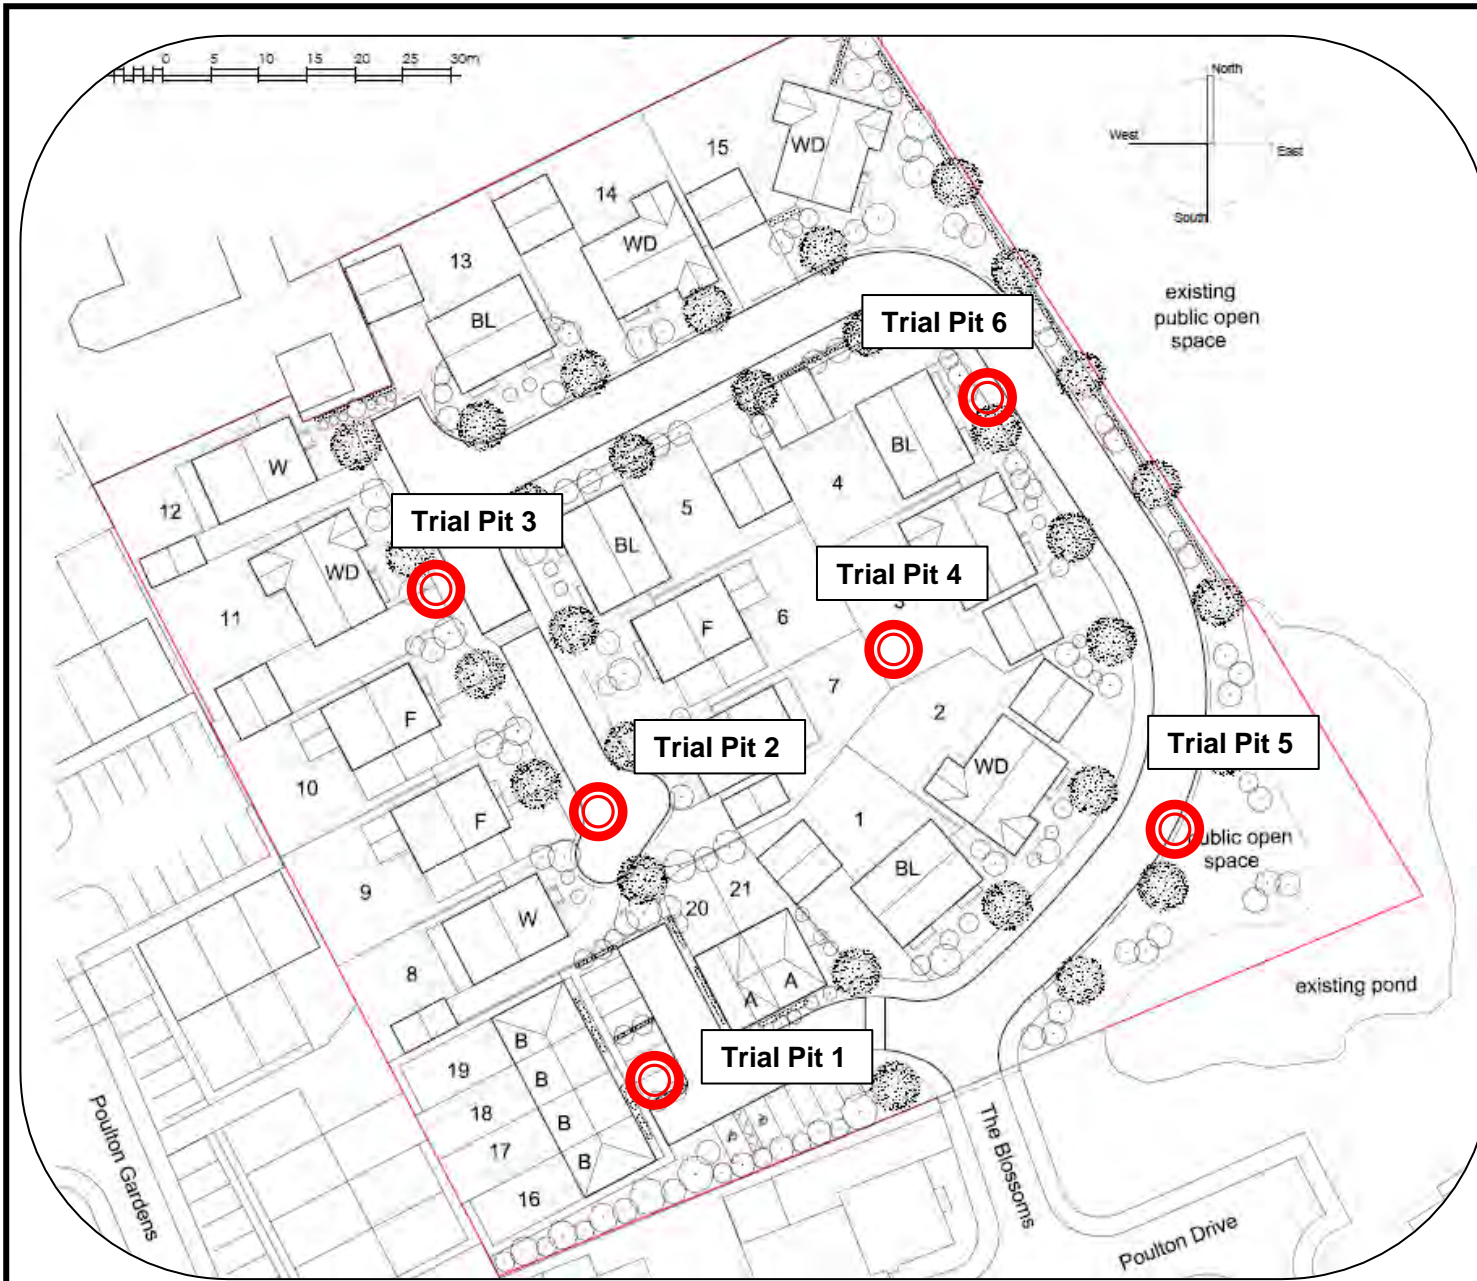 0 5 10 15 20 25 30m
North
West
East
South
existing
public open
space
15
WD
14
WD
13
BL
Trial Pit 6
12
W
Trial Pit 3
5
BL
4
BL
11
WD
Trial Pit 4
3
6
F
7
2
10
F
Trial Pit 2
WD
Trial Pit 5
public open
space
9
F
1
BL
8
W
20
21
A
A
existing pond
19
B
18
B
17
B
16
B
Trial Pit 1
Poulton Gardens
The Blossoms
Poulton Drive